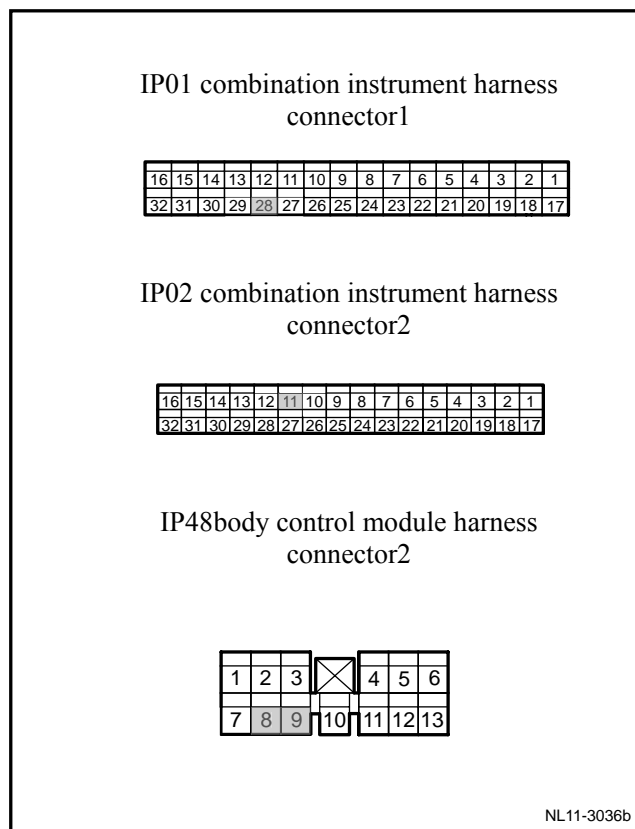 IP01 combination instrument harness
connector1
16 15 14 13 12 11 10 9 8 7 6 5 4 3 2 1
32 31 30 29 28 27 26 25 24 23 22 21 20 19 18 17
IP02 combination instrument harness
connector2
16 15 14 13 12 11 10 9 8 7 6 5 4 3 2 1
32 31 30 29 28 27 26 25 24 23 22 21 20 19 18 17
IP48body control module harness
connector2
1 2 3 4 5 6
7 8 9 10 11 12 13
NL11-3036b